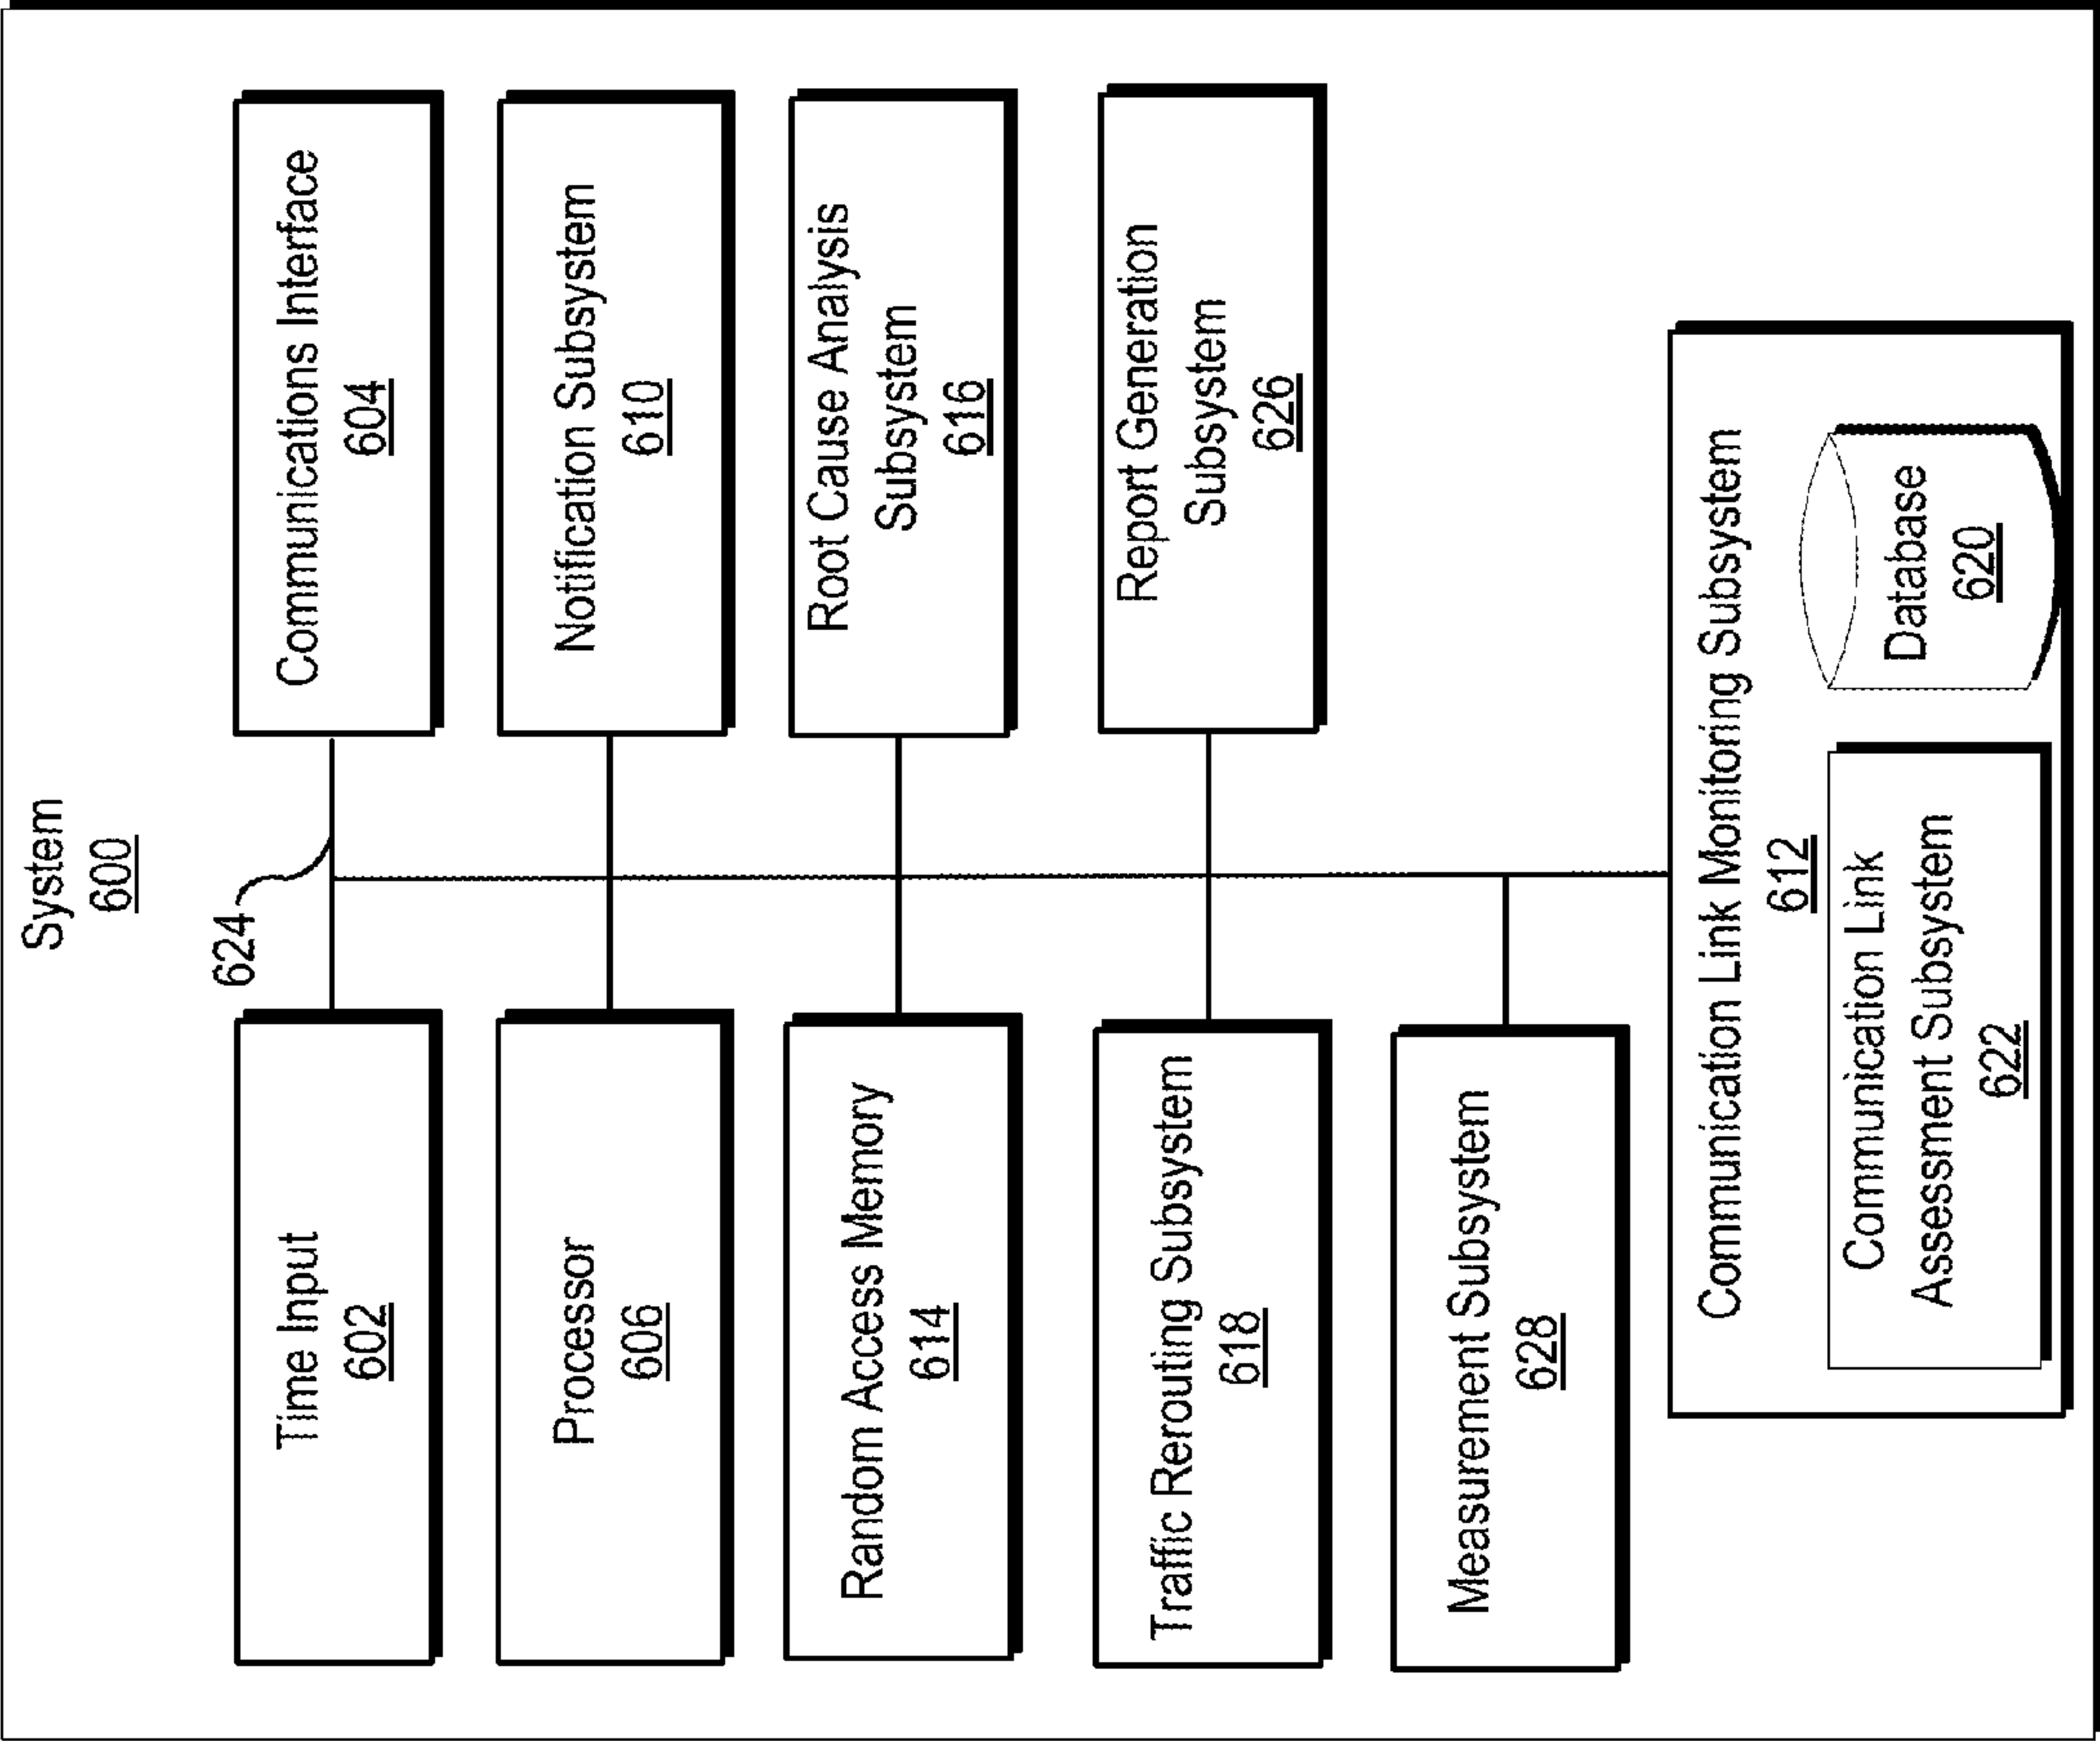 System
600
624
Time Input
602
Communications Interface
604
Processor
606
Notification Subsystem
610
Random Access Memory
614
Root Cause Analysis
Subsystem
616
Traffic Rerouting Subsystem
618
Report Generation
Subsystem
626
Measurement Subsystem
628
Communication Link Monitoring Subsystem
612
Communication Link
Assessment Subsystem
622
Database
620